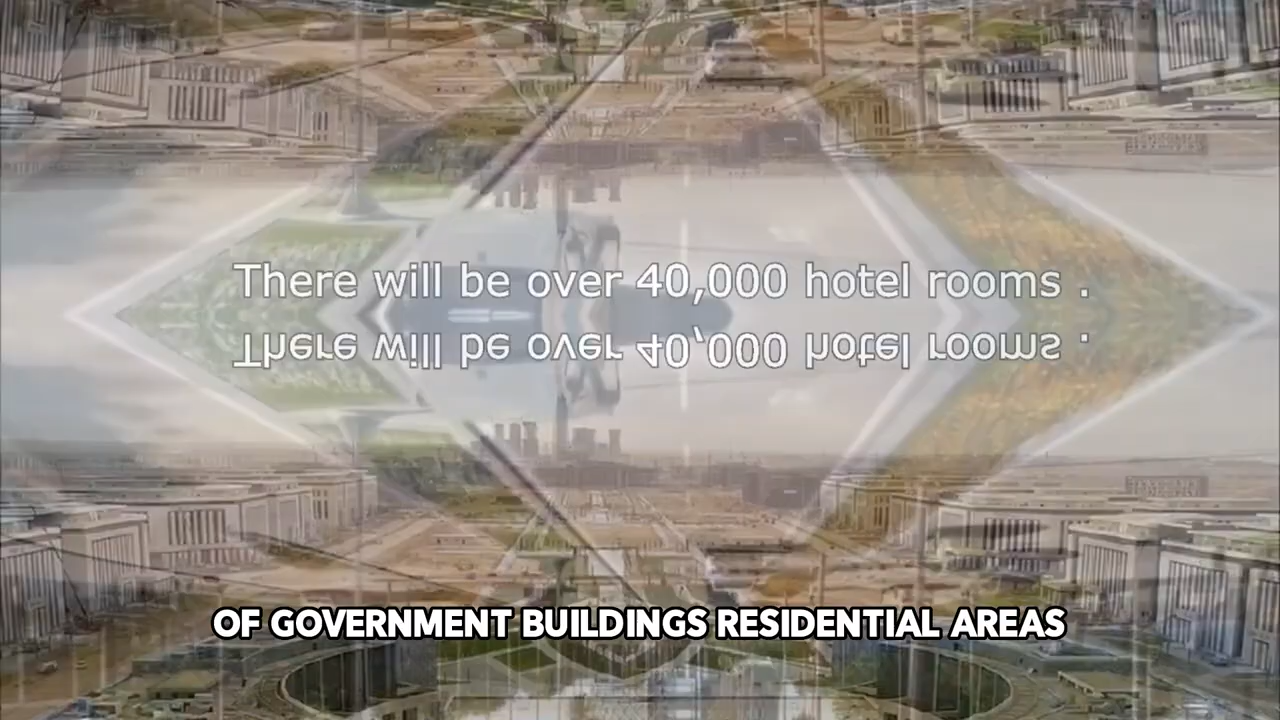 There will be over 40,000 hotel rooms .
There will be over 40,000 hotel rooms .
OF GOVERNMENT BUILDINGS RESIDENTIAL AREAS